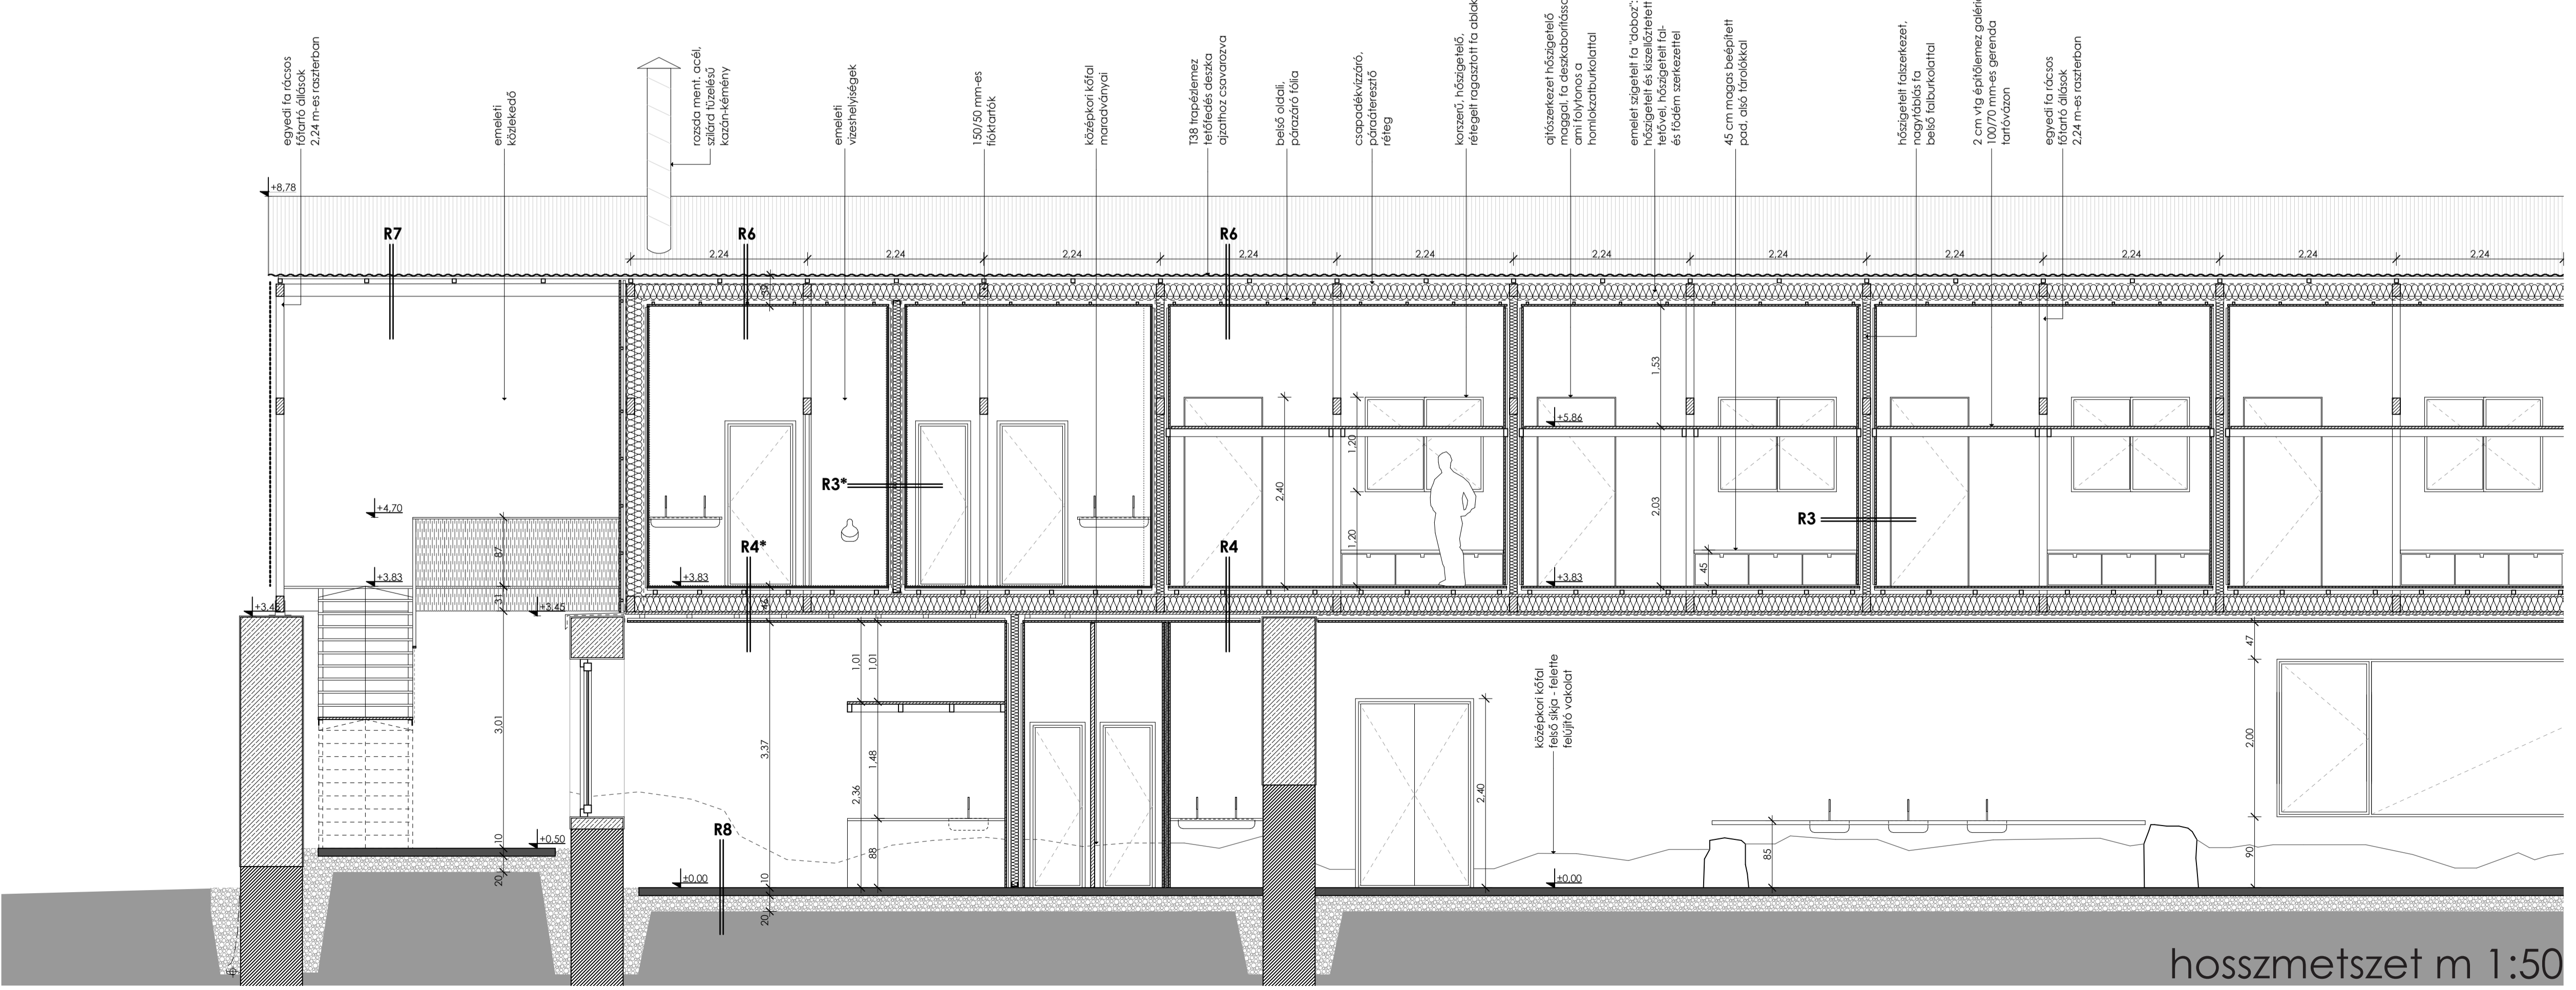 egyedi fa rácsos
főtartó állások
2,24 m-es raszterban
emeleti
közlekedő
rozsda ment. acél,
szilárd tüzelésű
kazán-kémény
emeleti
vizeshelyiségek
150/50 mm-es
fióktartók
középkori kőfal
maradványai
T38 trapézlemez
tetőfedés deszka
ajzathoz csavarozva
belső oldali,
párazáró fólia
csapadékvízzáró,
páraáteresztő
réteg
korszerű, hőszigetelő,
rétegelt ragasztott fa ablak
ajtószerkezet hőszigetelő
maggal, fa deszkaborítássa
ami folytonos a
homlokzatburkolattal
emelet szigetelt fa "doboz":
hőszigetelt és kiszellőztetett
tetővel, hőszigetelt fal-
és födém szerkezettel
45 cm magas beépített
pad, alsó tárolókkal
hőszigetelt falszerkezet,
nagytáblás fa
belső falburkolattal
2 cm vtg építőlemez galéri
100/70 mm-es gerenda
tartóvázon
egyedi fa rácsos
főtartó állások
2,24 m-es raszterban
+8,78
R7
R6
R6
2,24
2,24
2,24
2,24
2,24
2,24
2,24
2,24
2,24
2,24
2,24
39
1,53
+5,86
1,20
2,40
R3*
2,03
+4,70
R3
87
R4*
R4
1,20
45
+3,83
+3,83
+3,83
31
46
+3,45
+3,45
1,01
1,01
47
középkori kőfal
felső síkja - felette
felújító vakolat
3,01
3,37
1,48
2,00
2,36
2,40
R8
+0,50
10
88
85
90
20
±0,00
10
±0,00
20
hosszmetszet m 1:50